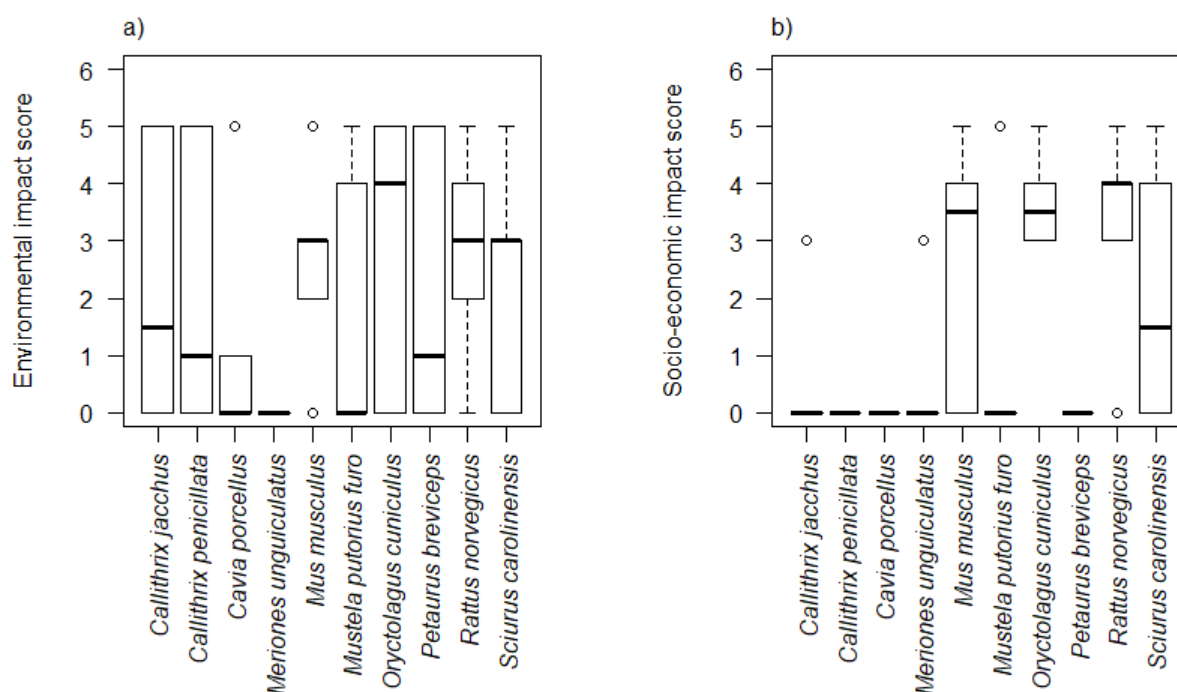 a)
Environmental impact score
6
5
4
3
2
1
0
Callithrix jacchus
Callithrix penicillata
Cavia porcellus
Meriones unguiculatus
Mus musculus
Mustela putorius furo
Oryctolagus cuniculus
Petaurus breviceps
Rattus norvegicus
Sciurus carolinensis
b)
Socio-economic impact score
6
5
4
3
2
1
0
Callithrix jacchus
Callithrix penicillata
Cavia porcellus
Meriones unguiculatus
Mus musculus
Mustela putorius furo
Oryctolagus cuniculus
Petaurus breviceps
Rattus norvegicus
Sciurus carolinensis